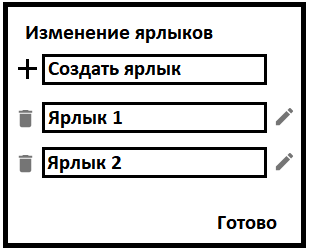 Изменение ярлыков
Создать ярлык
Ярлык 1
Ярлык 2
Готово